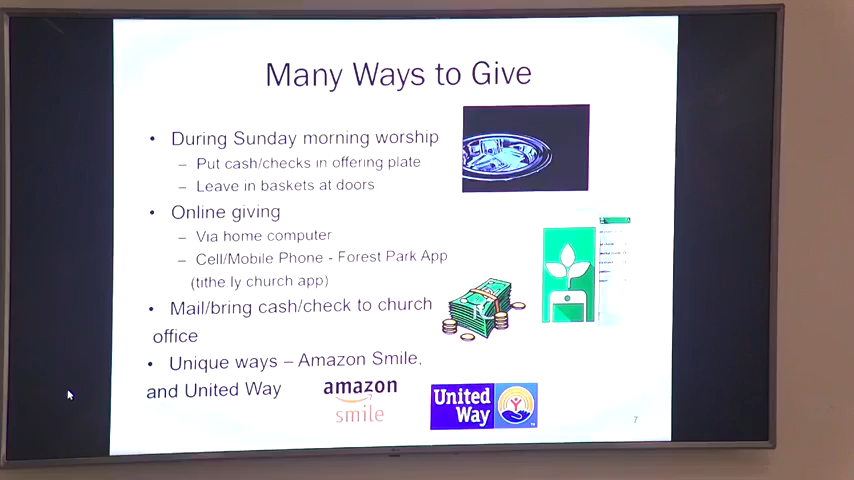 Many Ways to Give
• During Sunday morning worship
– Put cash/checks in offering plate
– Leave in baskets at doors
• Online giving
– Via home computer
– Cell/Mobile Phone - Forest Park App
(tithe.ly church app)
• Mail/bring cash/check to church
office
• Unique ways – Amazon Smile,
and United Way
amazon
smile
United
Way
7